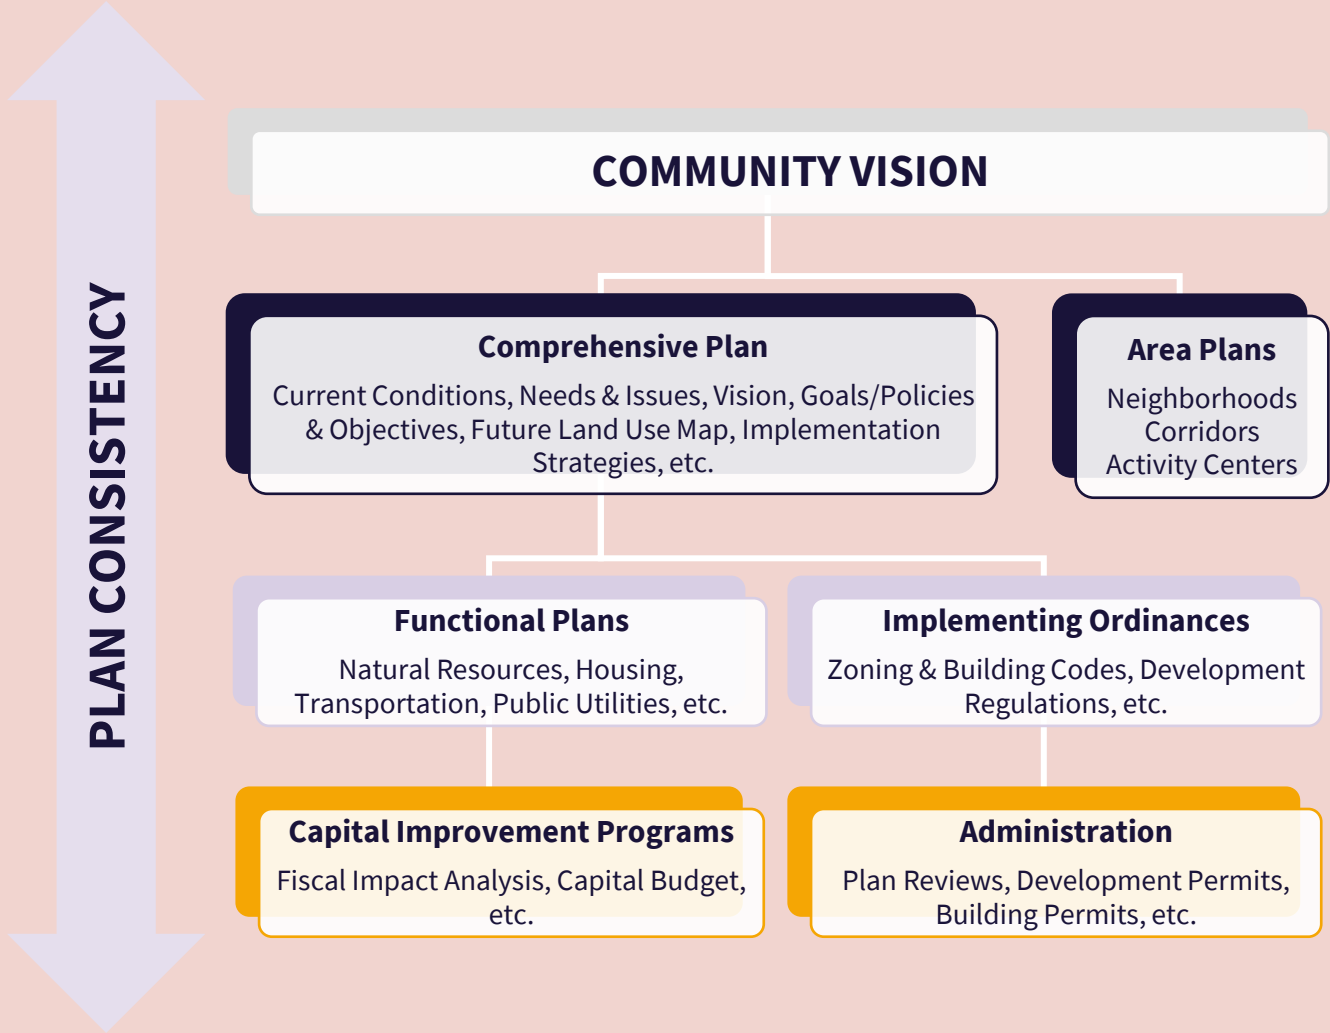 PLAN CONSISTENCY
COMMUNITY VISION
Comprehensive Plan
Current Conditions, Needs & Issues, Vision, Goals/Policies
& Objectives, Future Land Use Map, Implementation
Strategies, etc.
Area Plans
Neighborhoods
Corridors
Activity Centers
Functional Plans
Natural Resources, Housing,
Transportation, Public Utilities, etc.
Implementing Ordinances
Zoning & Building Codes, Development
Regulations, etc.
Capital Improvement Programs
Fiscal Impact Analysis, Capital Budget,
etc.
Administration
Plan Reviews, Development Permits,
Building Permits, etc.